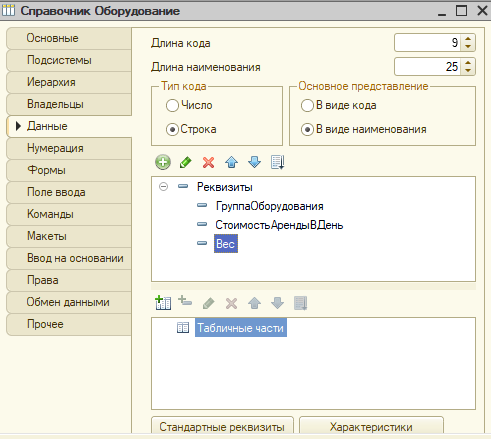 Справочник Оборудование
Основные
Подсистемы
Иерархия
Владельцы
Данные
Нумерация
Формы
Поле ввода
Команды
Макеты
Ввод на основании
Права
Обмен данными
Прочее
Длина кода
9
Длина наименования
25
Тип кода
Число
Строка
Основное представление
В виде кода
В виде наименования
Реквизиты
ГруппаОборудования
СтоимостьАрендыВДень
Вес
Табличные части
Стандартные реквизиты
Характеристики